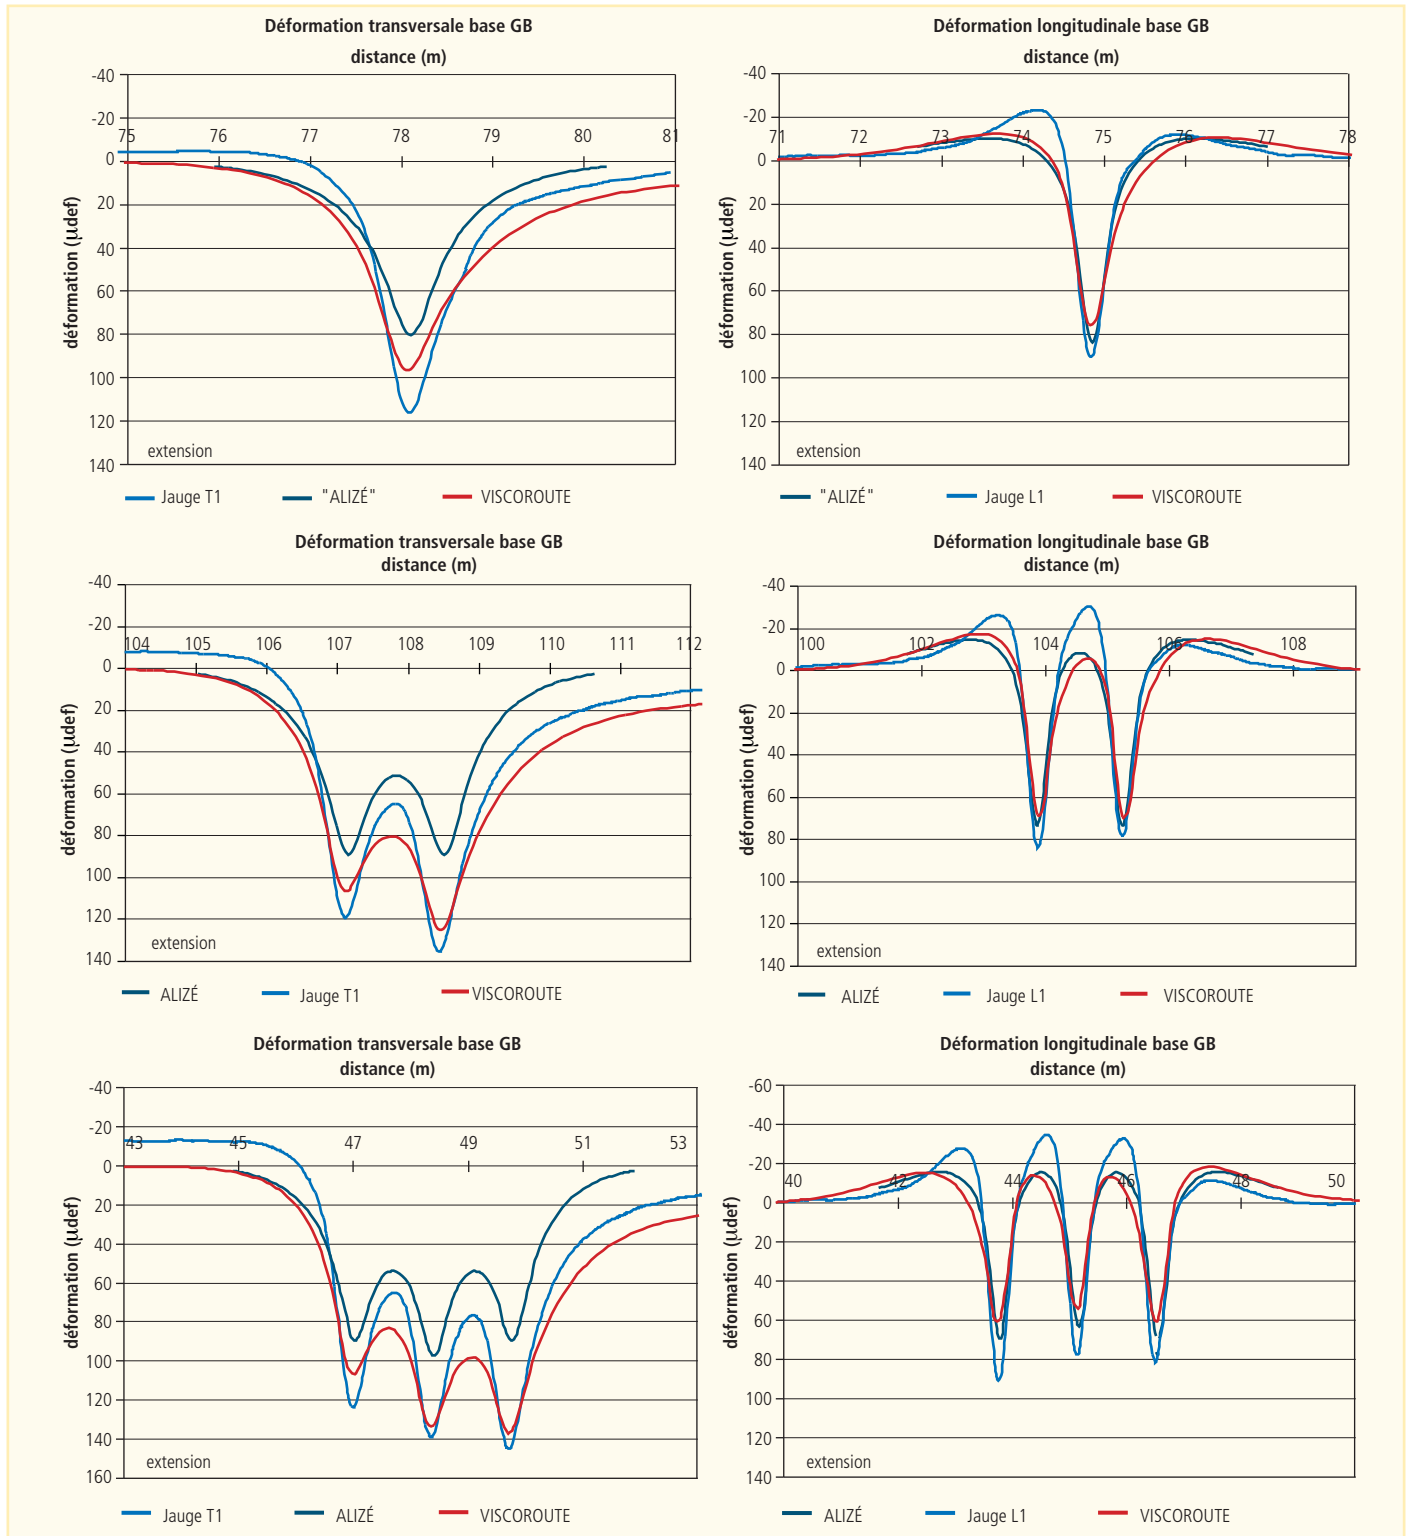 Déformation transversale base GB
distance (m)
-40
-20
75 76 77 78 79 80 81
0
20
40
60
80
100
120
140
déformation (µdef)
extension
Jauge T1 "ALIZÉ" VISCOROUTE
Déformation longitudinale base GB
distance (m)
-40
-20
71 72 73 74 75 76 77 78
0
20
40
60
80
100
120
140
déformation (µdef)
extension
"ALIZÉ" Jauge L1 VISCOROUTE
Déformation transversale base GB
distance (m)
-40
-20
104 105 106 107 108 109 110 111 112
0
20
40
60
80
100
120
140
déformation (µdef)
extension
ALIZÉ Jauge T1 VISCOROUTE
Déformation longitudinale base GB
distance (m)
-40
-20
100 102 104 106 108
0
20
40
60
80
100
120
140
déformation (µdef)
extension
ALIZÉ Jauge L1 VISCOROUTE
Déformation transversale base GB
distance (m)
-40
-20
43 45 47 49 51 53
0
20
40
60
80
100
120
140
160
déformation (µdef)
extension
Jauge T1 ALIZÉ VISCOROUTE
Déformation longitudinale base GB
distance (m)
-60
-40
-20
40 42 44 46 48 50
0
20
40
60
80
100
120
140
déformation (µdef)
extension
ALIZÉ Jauge L1 VISCOROUTE